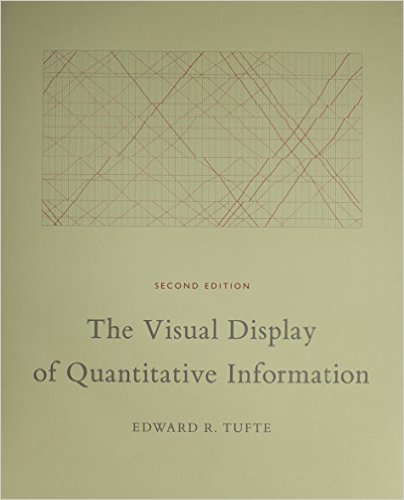 SECOND EDITION
The Visual Display
of Quantitative Information
EDWARD R. TUFTE